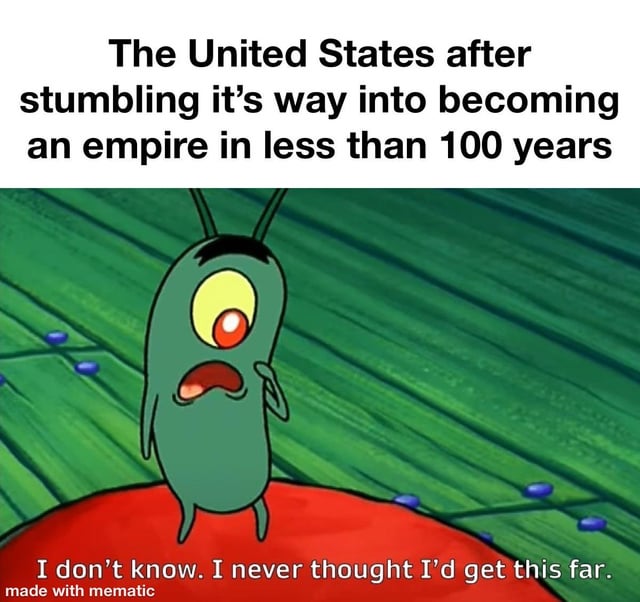 The United States after
stumbling it's way into becoming
an empire in less than 100 years
I don't know. I never thought I'd get this far.
made with mematic